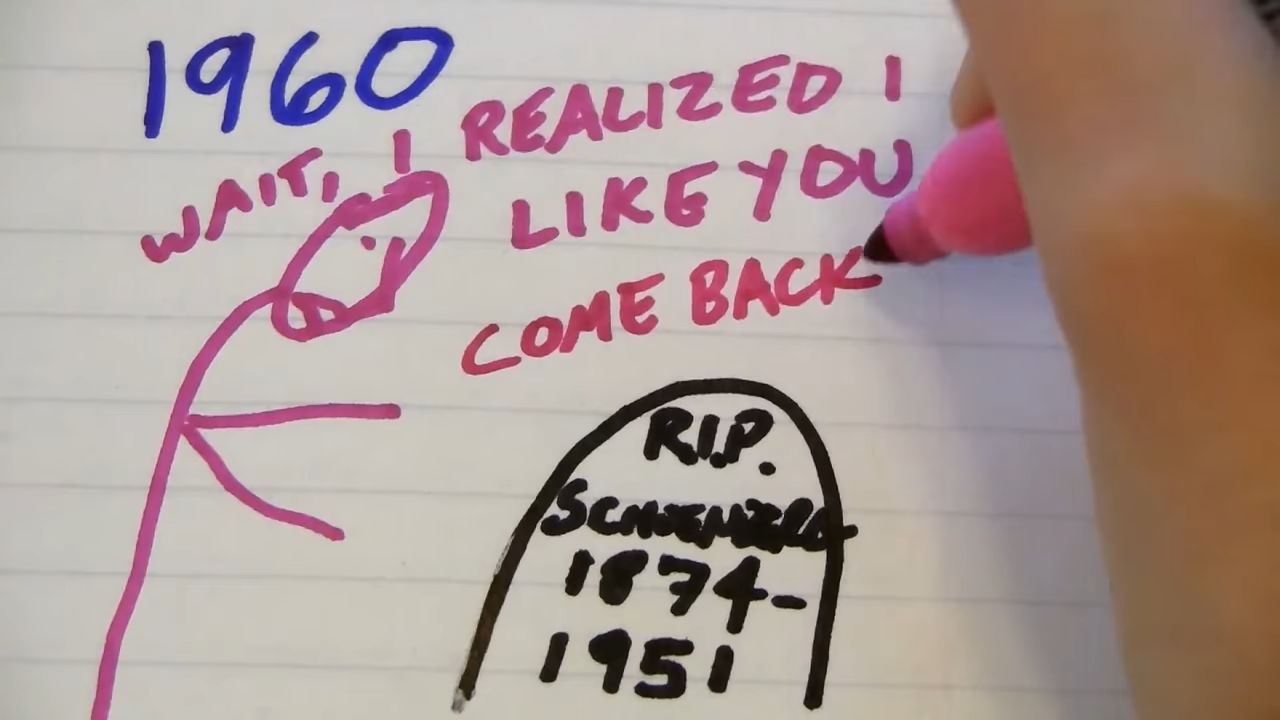 1960
WAIT, I REALIZED I
LIKE YOU
COME BACK
R.I.P.
1874-
1951